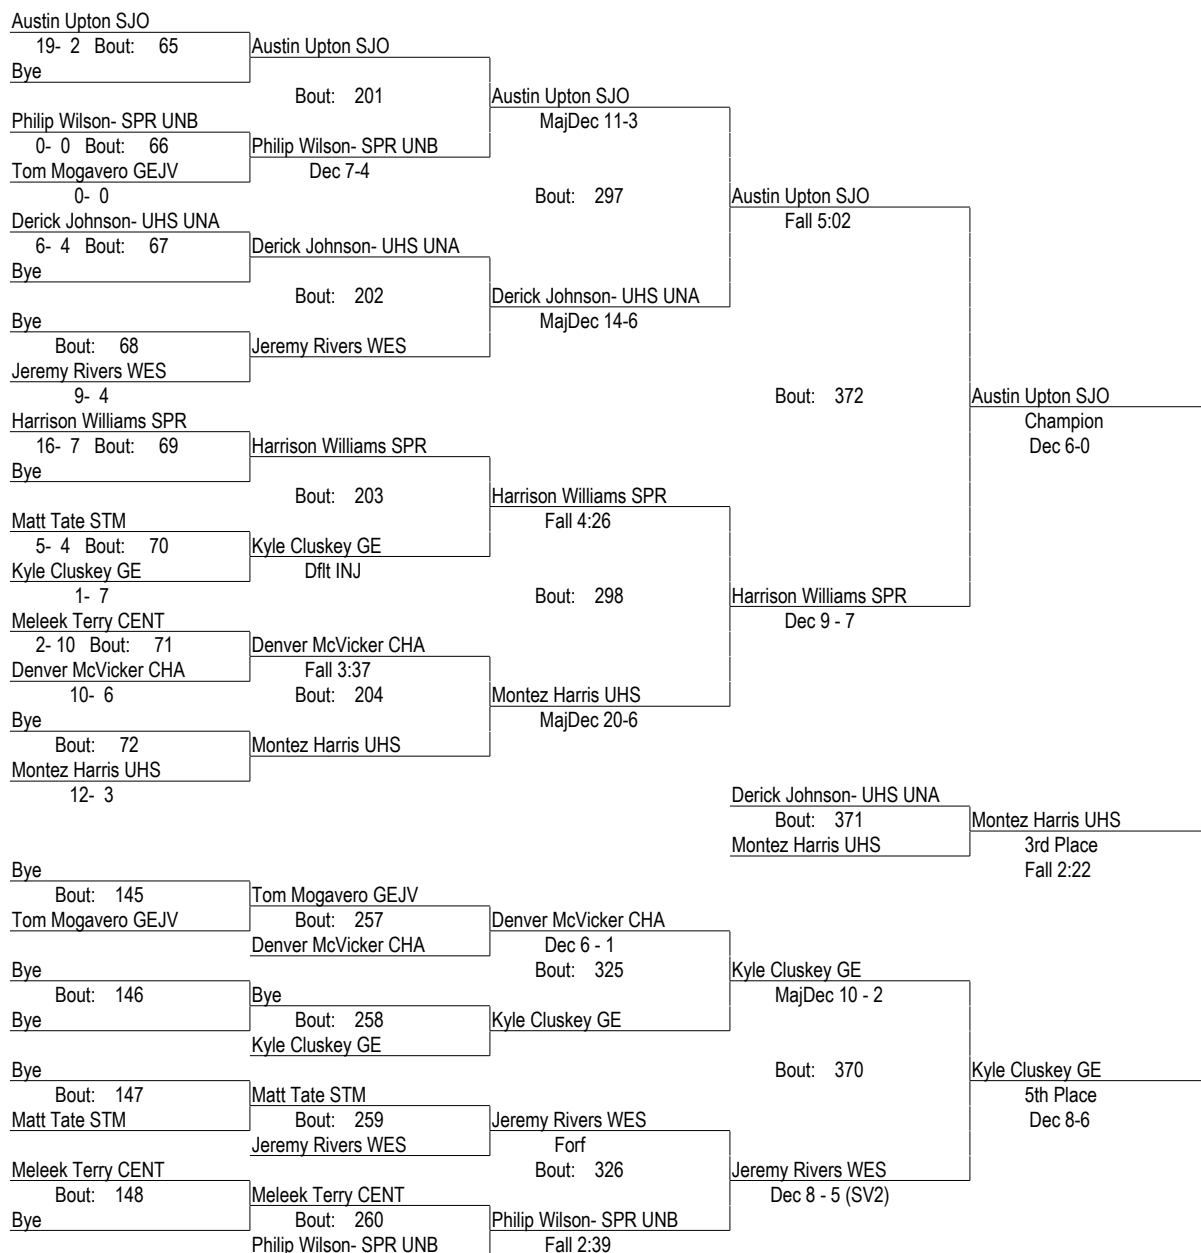 Austin Upton SJO
19- 2 Bout: 65 Austin Upton SJO
Bye
Bout: 201 Austin Upton SJO
Philip Wilson- SPR UNB MajDec 11-3
0- 0 Bout: 66 Philip Wilson- SPR UNB
Tom Mogavero GEJV Dec 7-4
0- 0 Bout: 297 Austin Upton SJO
Derick Johnson- UHS UNA Fall 5:02
6- 4 Bout: 67 Derick Johnson- UHS UNA
Bye
Bout: 202 Derick Johnson- UHS UNA
Bye MajDec 14-6
Bout: 68 Jeremy Rivers WES
Jeremy Rivers WES
9- 4 Bout: 372 Austin Upton SJO
Harrison Williams SPR Champion
16- 7 Bout: 69 Harrison Williams SPR Dec 6-0
Bye
Bout: 203 Harrison Williams SPR
Matt Tate STM Fall 4:26
5- 4 Bout: 70 Kyle Cluskey GE
Kyle Cluskey GE Dflt INJ
1- 7 Bout: 298 Harrison Williams SPR
Meleek Terry CENT Dec 9 - 7
2- 10 Bout: 71 Denver McVicker CHA
Denver McVicker CHA Fall 3:37
10- 6 Bout: 204 Montez Harris UHS
Bye MajDec 20-6
Bout: 72 Montez Harris UHS
Montez Harris UHS
12- 3 Derick Johnson- UHS UNA
Bout: 371 Montez Harris UHS
Montez Harris UHS 3rd Place
Bye Fall 2:22
Bout: 145 Tom Mogavero GEJV
Tom Mogavero GEJV Bout: 257 Denver McVicker CHA
Denver McVicker CHA Dec 6 - 1
Bye Bout: 325 Kyle Cluskey GE
Bout: 146 Bye MajDec 10 - 2
Bye Bout: 258 Kyle Cluskey GE
Kyle Cluskey GE
Bye Bout: 370 Kyle Cluskey GE
Bout: 147 Matt Tate STM 5th Place
Matt Tate STM Bout: 259 Jeremy Rivers WES Dec 8-6
Jeremy Rivers WES Forf
Meleek Terry CENT Bout: 326 Jeremy Rivers WES
Bout: 148 Meleek Terry CENT Dec 8 - 5 (SV2)
Bye Bout: 260 Philip Wilson- SPR UNB
Philip Wilson- SPR UNB Fall 2:39